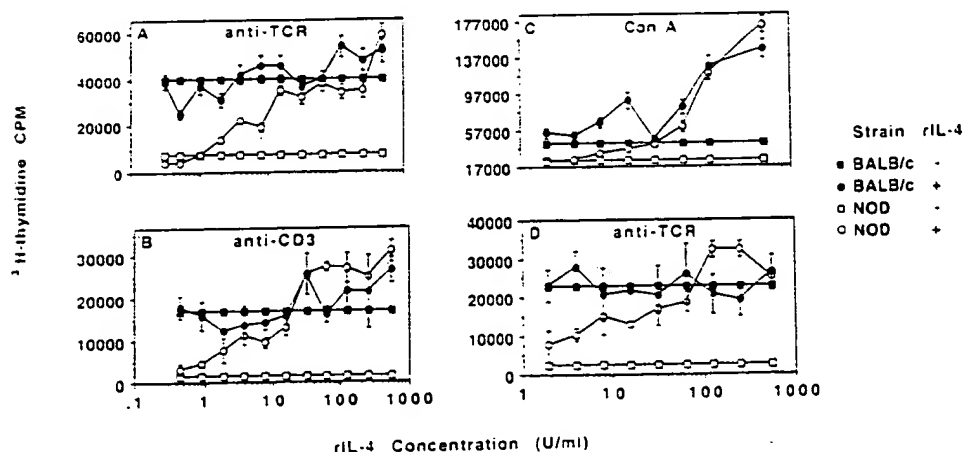 A
anti-TCR
60000
40000
20000
0
C
Con A
177000
137000
97000
57000
17000
Strain rIL-4
BALB/c -
BALB/c +
NOD -
NOD +
³H-thymidine CPM
B
anti-CD3
30000
20000
10000
0
.1 1 10 100 1000
D
anti-TCR
40000
30000
20000
10000
0
1 10 100 1000
rIL-4 Concentration (U/ml)